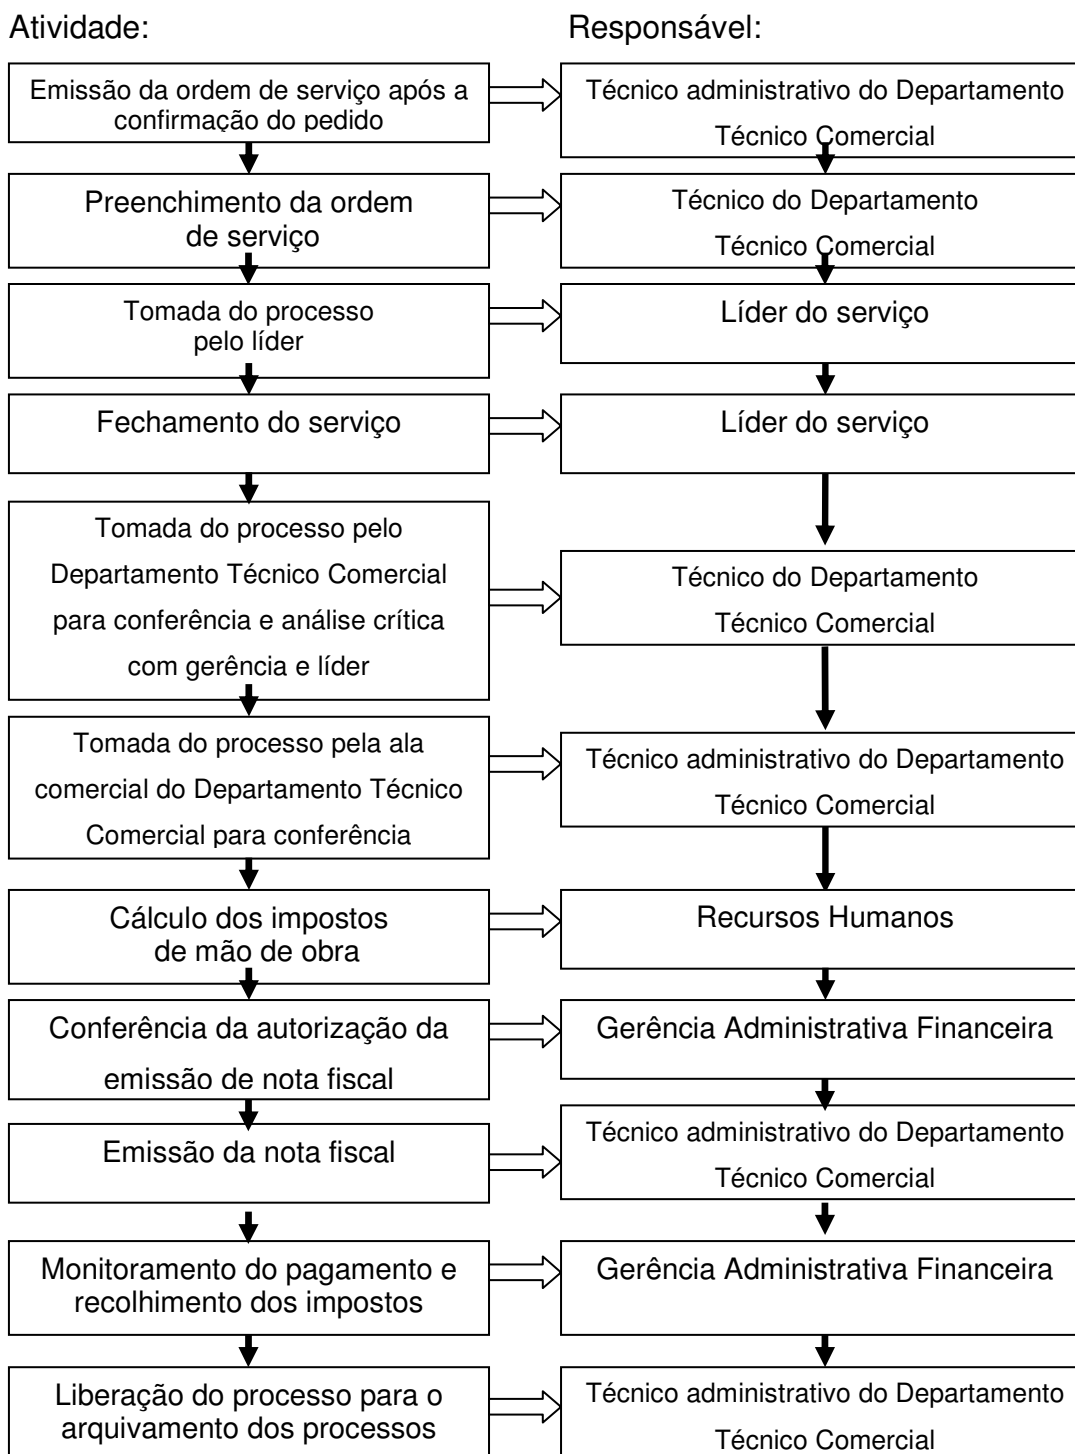 Atividade:
Responsável:
Emissão da ordem de serviço após a
confirmação do pedido
Técnico administrativo do Departamento
Técnico Comercial
Preenchimento da ordem
de serviço
Técnico do Departamento
Técnico Comercial
Tomada do processo
pelo líder
Líder do serviço
Fechamento do serviço
Líder do serviço
Tomada do processo pelo
Departamento Técnico Comercial
para conferência e análise crítica
com gerência e líder
Técnico do Departamento
Técnico Comercial
Tomada do processo pela ala
comercial do Departamento Técnico
Comercial para conferência
Técnico administrativo do Departamento
Técnico Comercial
Cálculo dos impostos
de mão de obra
Recursos Humanos
Conferência da autorização da
emissão de nota fiscal
Gerência Administrativa Financeira
Emissão da nota fiscal
Técnico administrativo do Departamento
Técnico Comercial
Monitoramento do pagamento e
recolhimento dos impostos
Gerência Administrativa Financeira
Liberação do processo para o
arquivamento dos processos
Técnico administrativo do Departamento
Técnico Comercial